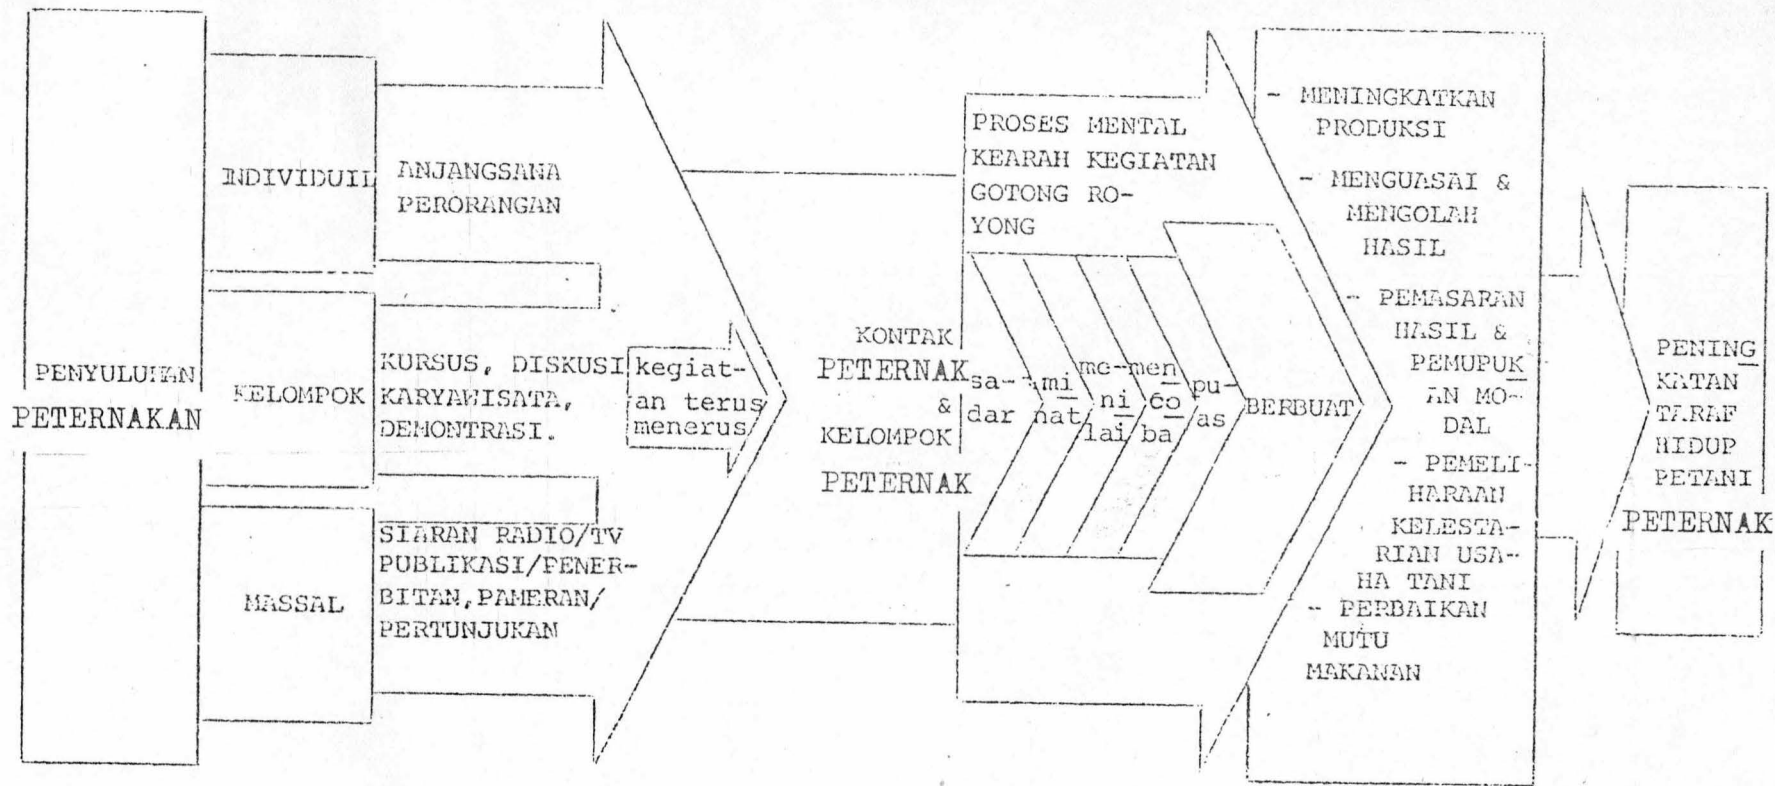 PENYULUHAN
PETERNAKAN
INDIVIDUIL
KELOMPOK
MASSAL
ANJANGSANA
PERORANGAN
KURSUS, DISKUSI
KARYAWISATA,
DEMONTRASI.
SIARAN RADIO/TV
PUBLIKASI/PENER-
BITAN, PAMERAN/
PERTUNJUKAN
kegiat-
an terus
menerus
KONTAK
PETERNAK
&
KELOMPOK
PETERNAK
PROSES MENTAL
KEARAH KEGIATAN
GOTONG RO-
YONG
sa-
dar
mi
nat
me-
ni
lai
men
co
ba
pu-
as
BERBUAT
- MENINGKATKAN
PRODUKSI
- MENGUASAI &
MENGOLAH
HASIL
- PEMASARAN
HASIL &
PEMUPUK
AN MO-
DAL
- PEMELI-
HARAAN
KELESTA-
RIAN USA-
HA TANI
- PERBAIKAN
MUTU
MAKANAN
PENING
KATAN
TARAF
HIDUP
PETANI
PETERNAK